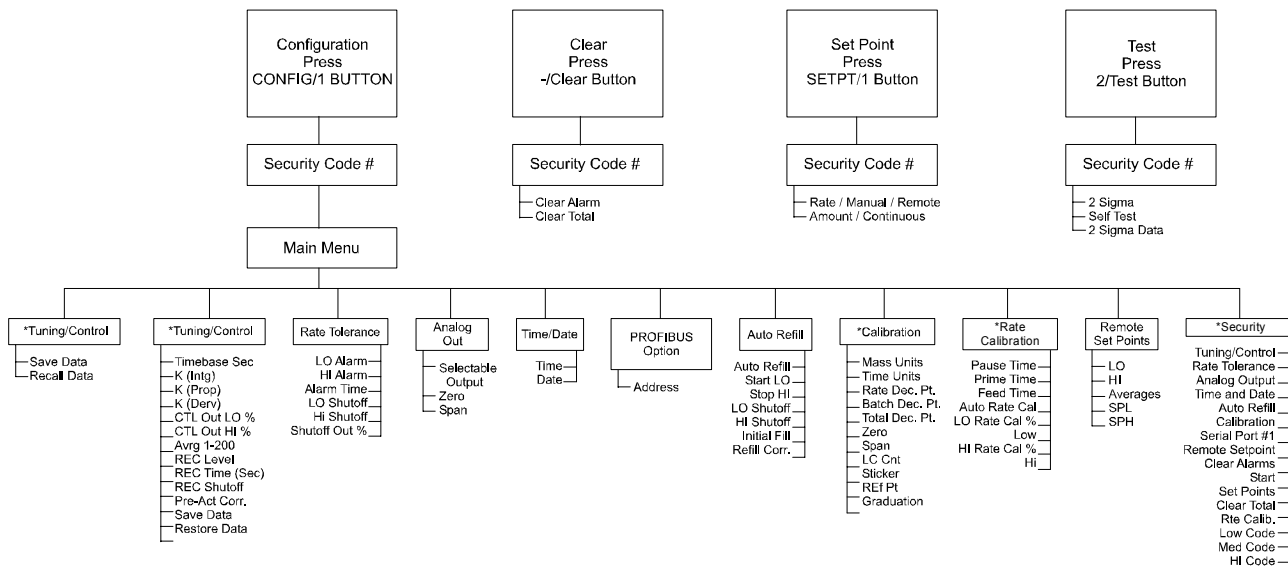 Configuration
Press
CONFIG/1 BUTTON
Clear
Press
-/Clear Button
Set Point
Press
SETPT/1 Button
Test
Press
2/Test Button
Security Code #
Security Code #
Security Code #
Security Code #
Clear Alarm
Clear Total
Rate / Manual / Remote
Amount / Continuous
2 Sigma
Self Test
2 Sigma Data
Main Menu
*Tuning/Control
Save Data
Recall Data
*Tuning/Control
Timebase Sec
K (Intg)
K (Prop)
K (Derv)
CTL Out LO %
CTL Out HI %
Avrg 1-200
REC Level
REC Time (Sec)
REC Shutoff
Pre-Act Corr.
Save Data
Restore Data
Rate Tolerance
LO Alarm
HI Alarm
Alarm Time
LO Shutoff
Hi Shutoff
Shutoff Out %
Analog
Out
Selectable
Output
Zero
Span
Time/Date
Time
Date
PROFIBUS
Option
Address
Auto Refill
Auto Refill
Start LO
Stop HI
LO Shutoff
HI Shutoff
Initial Fill
Refill Corr.
*Calibration
Mass Units
Time Units
Rate Dec. Pt.
Batch Dec. Pt.
Total Dec. Pt.
Zero
Span
LC Cnt
Sticker
REf Pt
Graduation
*Rate
Calibration
Pause Time
Prime Time
Feed Time
Auto Rate Cal
LO Rate Cal %
Low
HI Rate Cal %
Hi
Remote
Set Points
LO
HI
Averages
SPL
SPH
*Security
Tuning/Control
Rate Tolerance
Analog Output
Time and Date
Auto Refill
Calibration
Serial Port #1
Remote Setpoint
Clear Alarms
Start
Set Points
Clear Total
Rte Calib.
Low Code
Med Code
HI Code